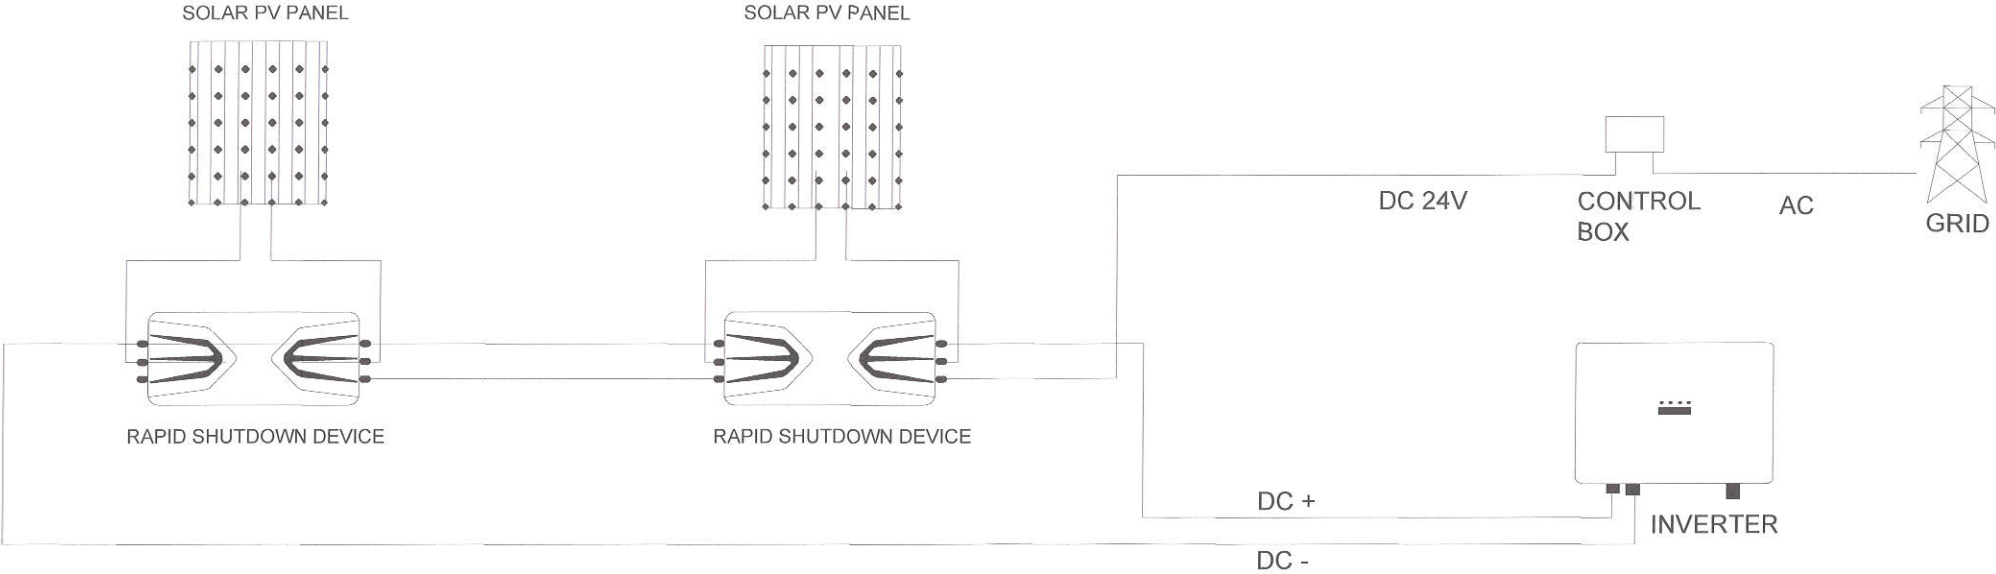 SOLAR PV PANEL
SOLAR PV PANEL
DC 24V
CONTROL
BOX
AC
GRID
RAPID SHUTDOWN DEVICE
RAPID SHUTDOWN DEVICE
DC +
INVERTER
DC -